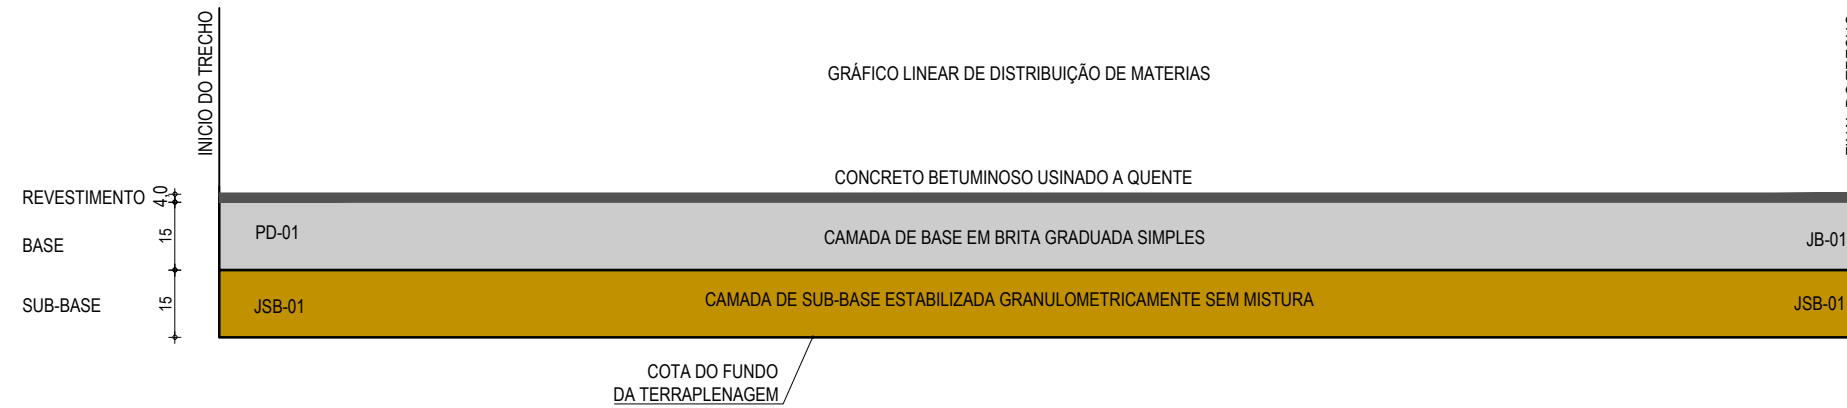 INICIO DO TRECHO
GRÁFICO LINEAR DE DISTRIBUIÇÃO DE MATERIAS
CONCRETO BETUMINOSO USINADO A QUENTE
REVESTIMENTO 4,0
BASE 15 PD-01 CAMADA DE BASE EM BRITA GRADUADA SIMPLES JB-01
SUB-BASE 15 JSB-01 CAMADA DE SUB-BASE ESTABILIZADA GRANULOMETRICAMENTE SEM MISTURA JSB-01
COTA DO FUNDO
DA TERRAPLENAGEM